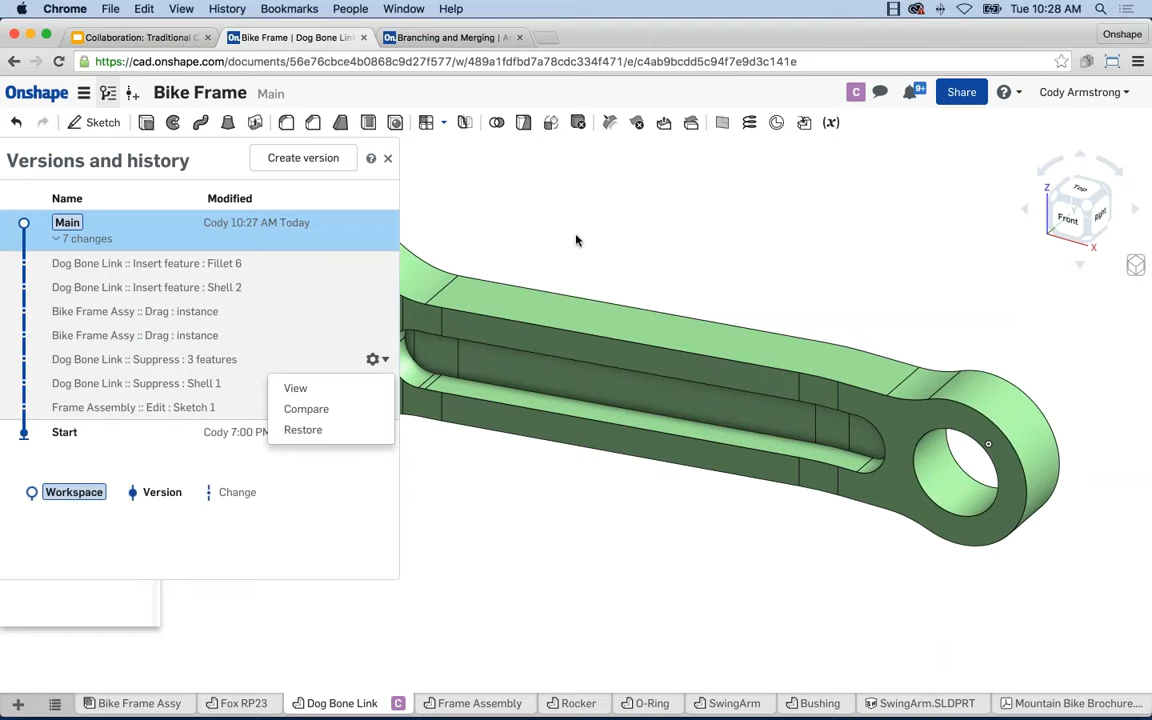 Chrome File Edit View History Bookmarks People Window Help Tue 10:28 AM
Collaboration: Traditional C Bike Frame | Dog Bone Lin Branching and Merging | A Onshape
https://cad.onshape.com/documents/56e76cbce4b0868c9d27f577/w/489a1fdfbd7a78cdc334f471/e/c4ab9bcdd5c94f7e9d3c141e
Onshape Bike Frame Main C 9+ Share Cody Armstrong
Sketch (x)
Versions and history Create version
Name Modified
Main Cody 10:27 AM Today
7 changes
Dog Bone Link :: Insert feature : Fillet 6
Dog Bone Link :: Insert feature : Shell 2
Bike Frame Assy :: Drag : instance
Bike Frame Assy :: Drag : instance
Dog Bone Link :: Suppress : 3 features
Dog Bone Link :: Suppress : Shell 1
Frame Assembly :: Edit : Sketch 1
View
Compare
Restore
Start Cody 7:00 PM
Workspace Version Change
Top
Front Right
Z
Y
X
Bike Frame Assy Fox RP23 Dog Bone Link C Frame Assembly Rocker O-Ring SwingArm Bushing SwingArm.SLDPRT Mountain Bike Brochure....